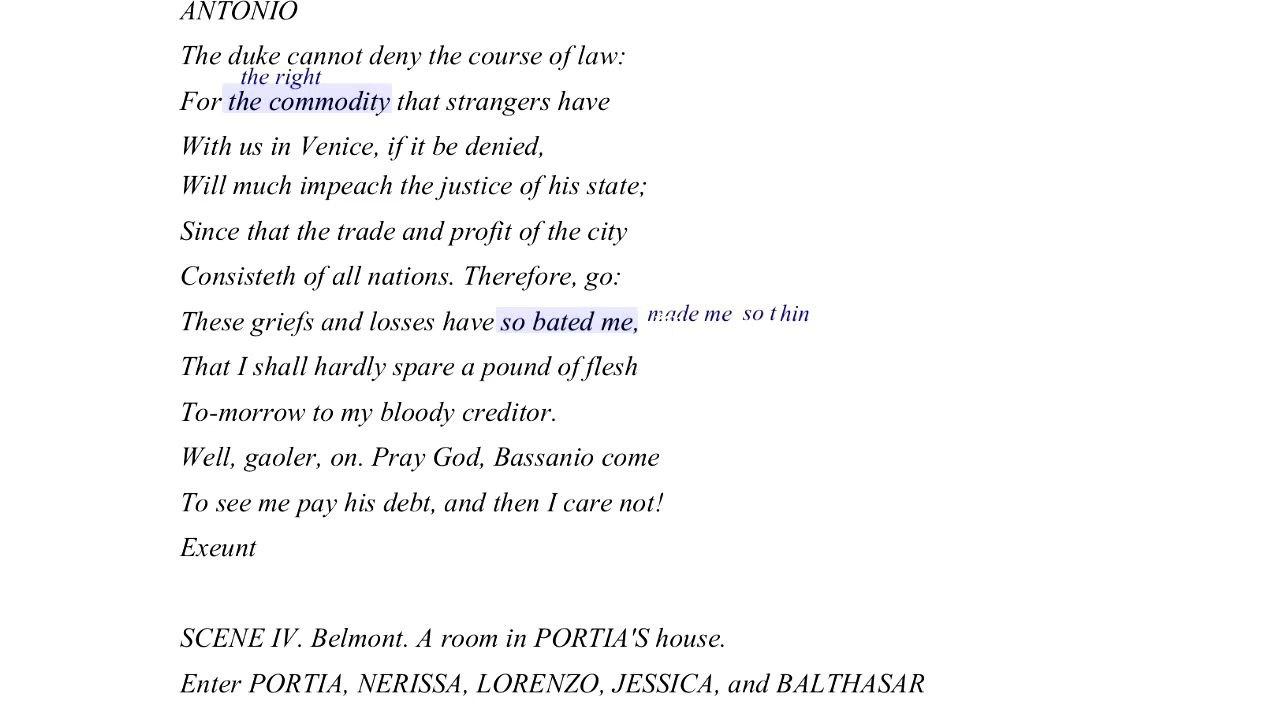 ANTONIO
The duke cannot deny the course of law:
the right
For the commodity that strangers have
With us in Venice, if it be denied,
Will much impeach the justice of his state;
Since that the trade and profit of the city
Consisteth of all nations. Therefore, go:
These griefs and losses have so bated me, made me so thin
That I shall hardly spare a pound of flesh
To-morrow to my bloody creditor.
Well, gaoler, on. Pray God, Bassanio come
To see me pay his debt, and then I care not!
Exeunt
SCENE IV. Belmont. A room in PORTIA'S house.
Enter PORTIA, NERISSA, LORENZO, JESSICA, and BALTHASAR